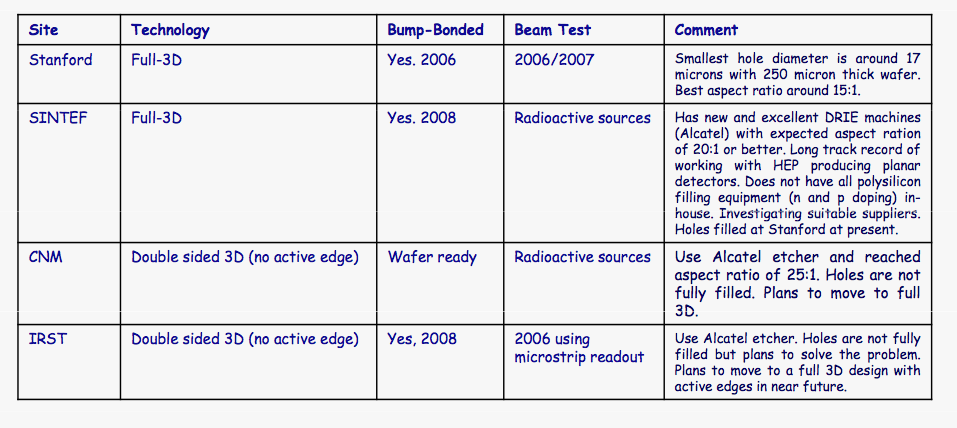 Site Technology Bump-Bonded Beam Test Comment
Stanford Full-3D Yes. 2006 2006/2007 Smallest hole diameter is around 17
microns with 250 micron thick wafer.
Best aspect ratio around 15:1.
SINTEF Full-3D Yes. 2008 Radioactive sources Has new and excellent DRIE machines
(Alcatel) with expected aspect ration
of 20:1 or better. Long track record of
working with HEP producing planar
detectors. Does not have all polysilicon
filling equipment (n and p doping) in-
house. Investigating suitable suppliers.
Holes filled at Stanford at present.
CNM Double sided 3D (no active edge) Wafer ready Radioactive sources Use Alcatel etcher and reached
aspect ratio of 25:1. Holes are not
fully filled. Plans to move to full
3D.
IRST Double sided 3D (no active edge) Yes, 2008 2006 using
microstrip readout
Use Alcatel etcher. Holes are not fully
filled but plans to solve the problem.
Plans to move to a full 3D design with
active edges in near future.